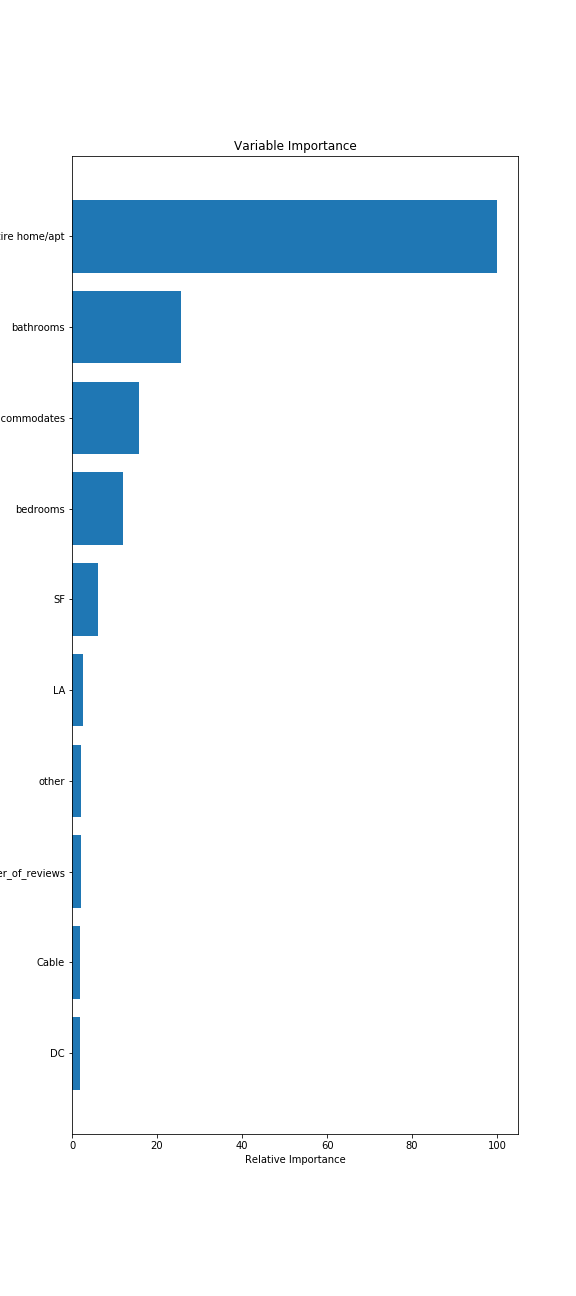 Variable Importance
ire home/apt
bathrooms
commodates
bedrooms
SF
LA
other
er_of_reviews
Cable
DC
0 20 40 60 80 100
Relative Importance